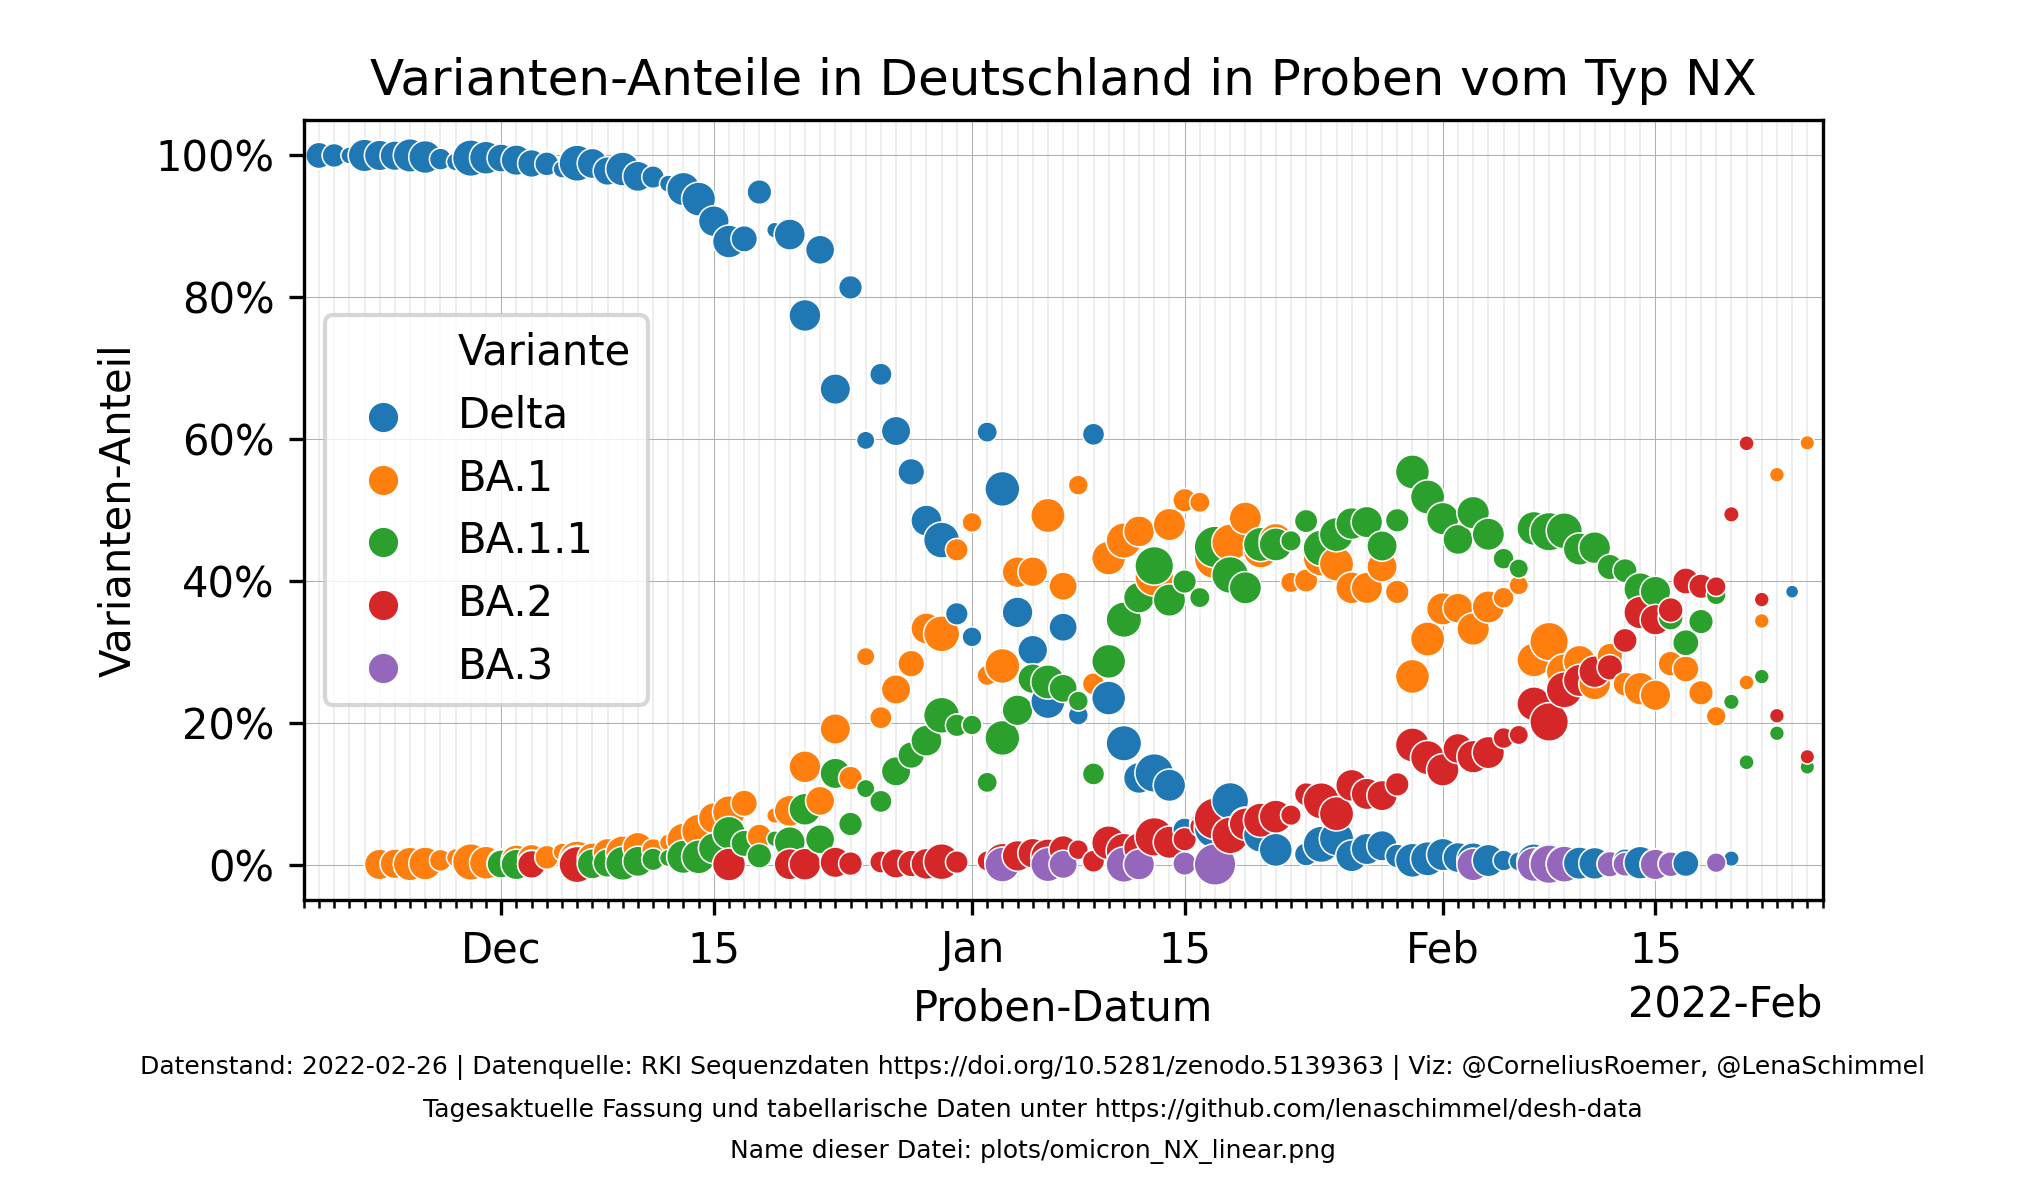 Varianten-Anteile in Deutschland in Proben vom Typ NX
100%
80%
60%
40%
20%
0%
Varianten-Anteil
Variante
Delta
BA.1
BA.1.1
BA.2
BA.3
Dec
15
Jan
15
Feb
15
Proben-Datum
2022-Feb
Datenstand: 2022-02-26 | Datenquelle: RKI Sequenzdaten https://doi.org/10.5281/zenodo.5139363 | Viz: @CorneliusRoemer, @LenaSchimmel
Tagesaktuelle Fassung und tabellarische Daten unter https://github.com/lenaschimmel/desh-data
Name dieser Datei: plots/omicron_NX_linear.png